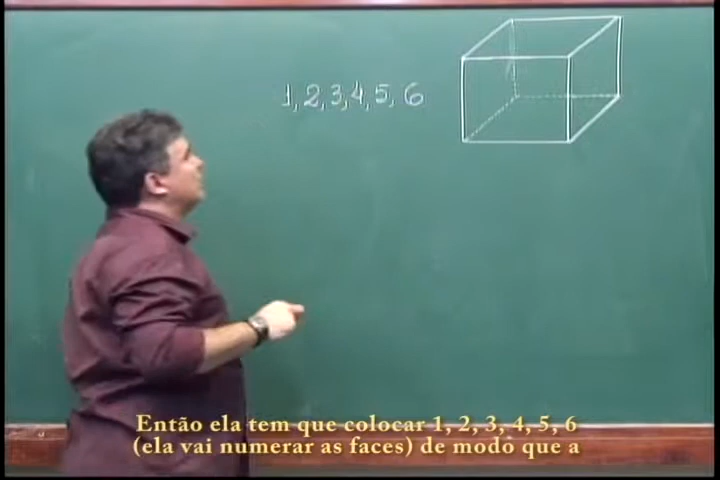 1, 2, 3, 4, 5, 6
Então ela tem que colocar 1, 2, 3, 4, 5, 6
(ela vai numerar as faces) de modo que a